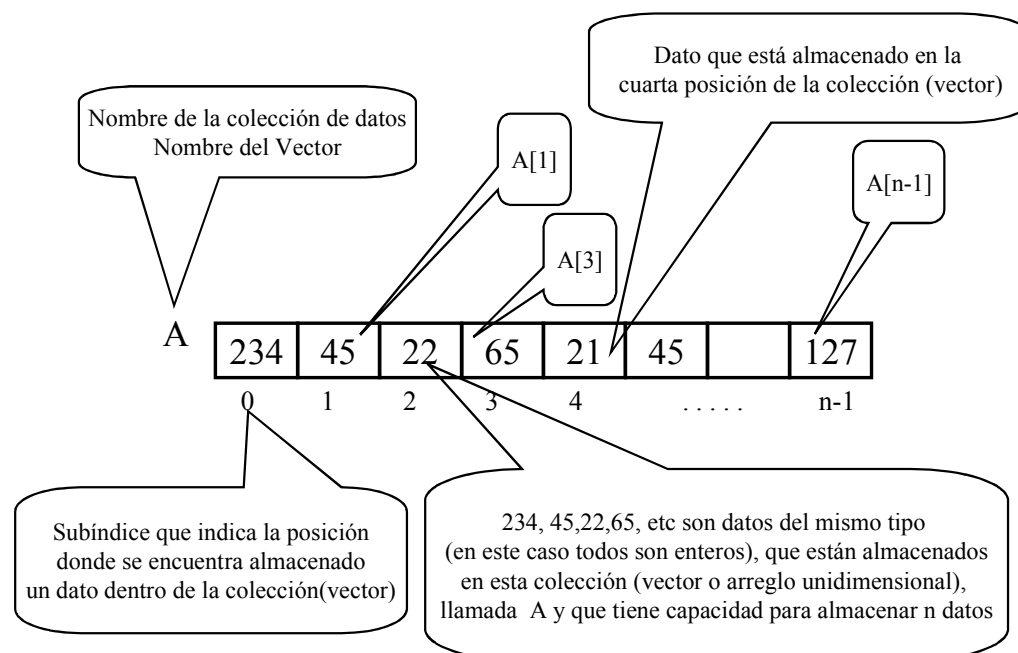 Dato que está almacenado en la
cuarta posición de la colección (vector)
Nombre de la colección de datos
Nombre del Vector
A[1]
A[n-1]
A[3]
A
234 45 22 65 21 45 127
0 1 2 3 4 . . . . . n-1
Subíndice que indica la posición
donde se encuentra almacenado
un dato dentro de la colección(vector)
234, 45,22,65, etc son datos del mismo tipo
(en este caso todos son enteros), que están almacenados
en esta colección (vector o arreglo unidimensional),
llamada A y que tiene capacidad para almacenar n datos